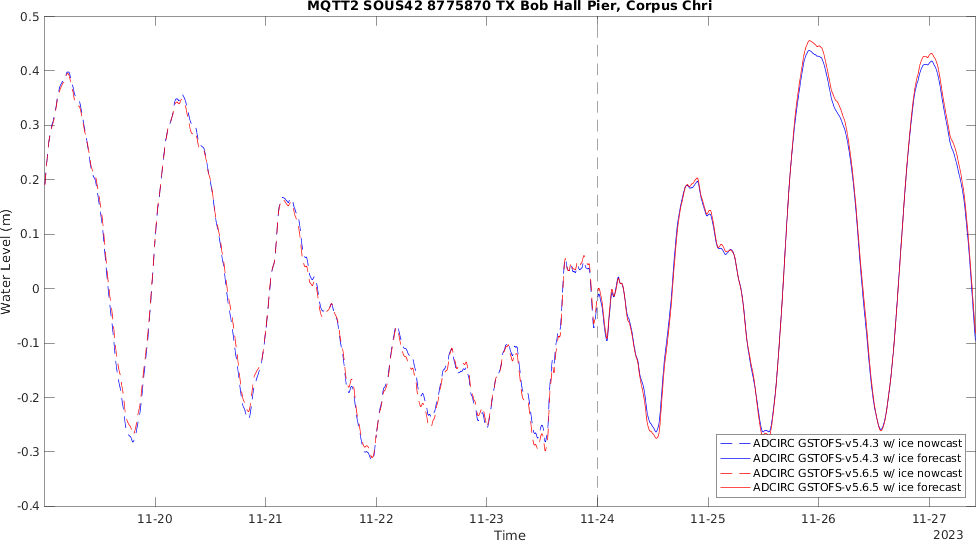 MQTT2 SOUS42 8775870 TX Bob Hall Pier, Corpus Chri
0.5
0.4
0.3
0.2
0.1
0
-0.1
-0.2
-0.3
-0.4
Water Level (m)
ADCIRC GSTOFS-v5.4.3 w/ ice nowcast
ADCIRC GSTOFS-v5.4.3 w/ ice forecast
ADCIRC GSTOFS-v5.6.5 w/ ice nowcast
ADCIRC GSTOFS-v5.6.5 w/ ice forecast
11-20 11-21 11-22 11-23 11-24 11-25 11-26 11-27
Time
2023